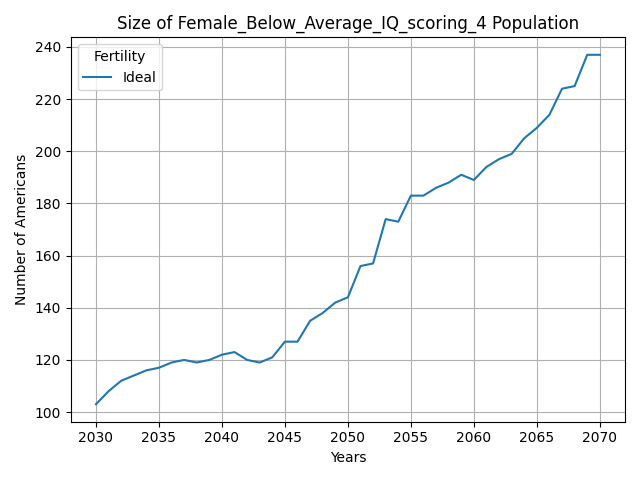 Size of Female_Below_Average_IQ_scoring_4 Population
Fertility
Ideal
Number of Americans
240
220
200
180
160
140
120
100
2030 2035 2040 2045 2050 2055 2060 2065 2070
Years